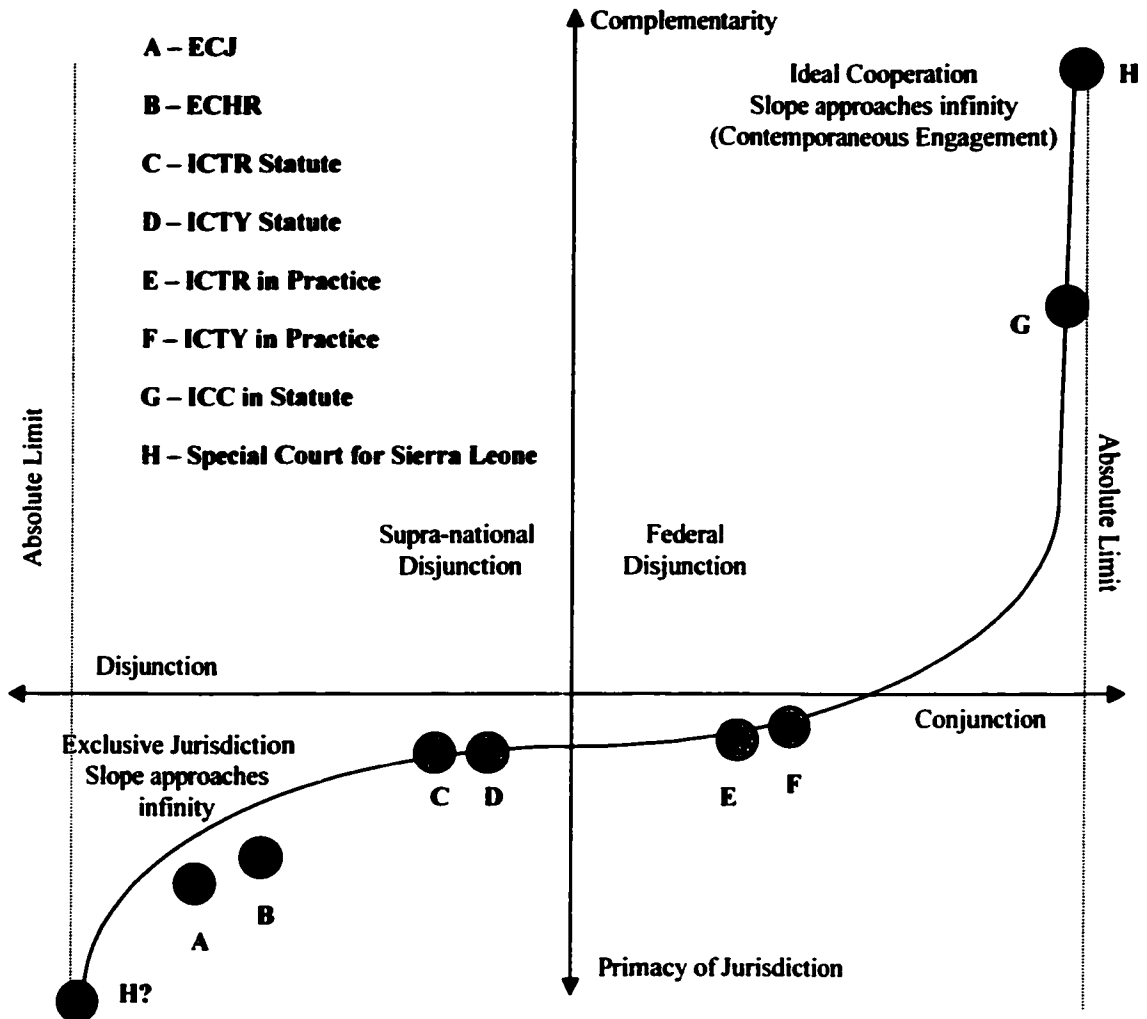 Complementarity
A – ECJ
B – ECHR
C – ICTR Statute
D – ICTY Statute
E – ICTR in Practice
F – ICTY in Practice
G – ICC in Statute
H – Special Court for Sierra Leone
Ideal Cooperation
Slope approaches infinity
(Contemporaneous Engagement)
H
G
Absolute Limit
Absolute Limit
Supra-national
Disjunction
Federal
Disjunction
Disjunction
Conjunction
Exclusive Jurisdiction
Slope approaches
infinity
C
D
E
F
A
B
H?
Primacy of Jurisdiction